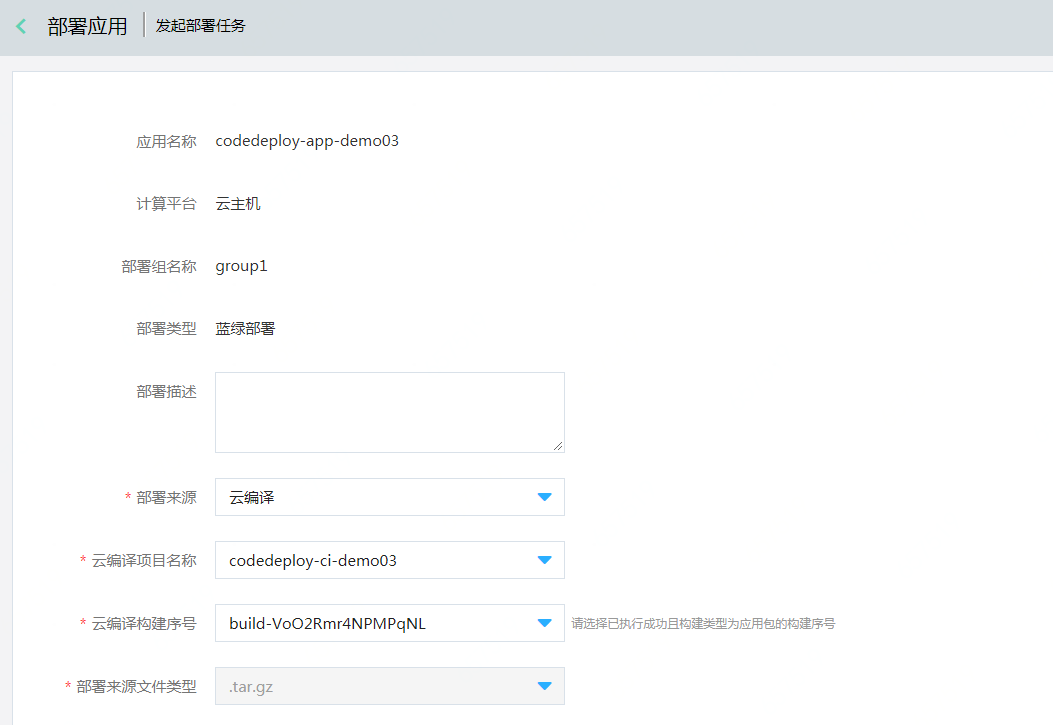 部署应用 发起部署任务
应用名称 codedeploy-app-demo03
计算平台 云主机
部署组名称 group1
部署类型 蓝绿部署
部署描述
* 部署来源 云编译
* 云编译项目名称 codedeploy-ci-demo03
* 云编译构建序号 build-VoO2Rmr4NPMPqNL 请选择已执行成功且构建类型为应用包的构建序号
* 部署来源文件类型 .tar.gz